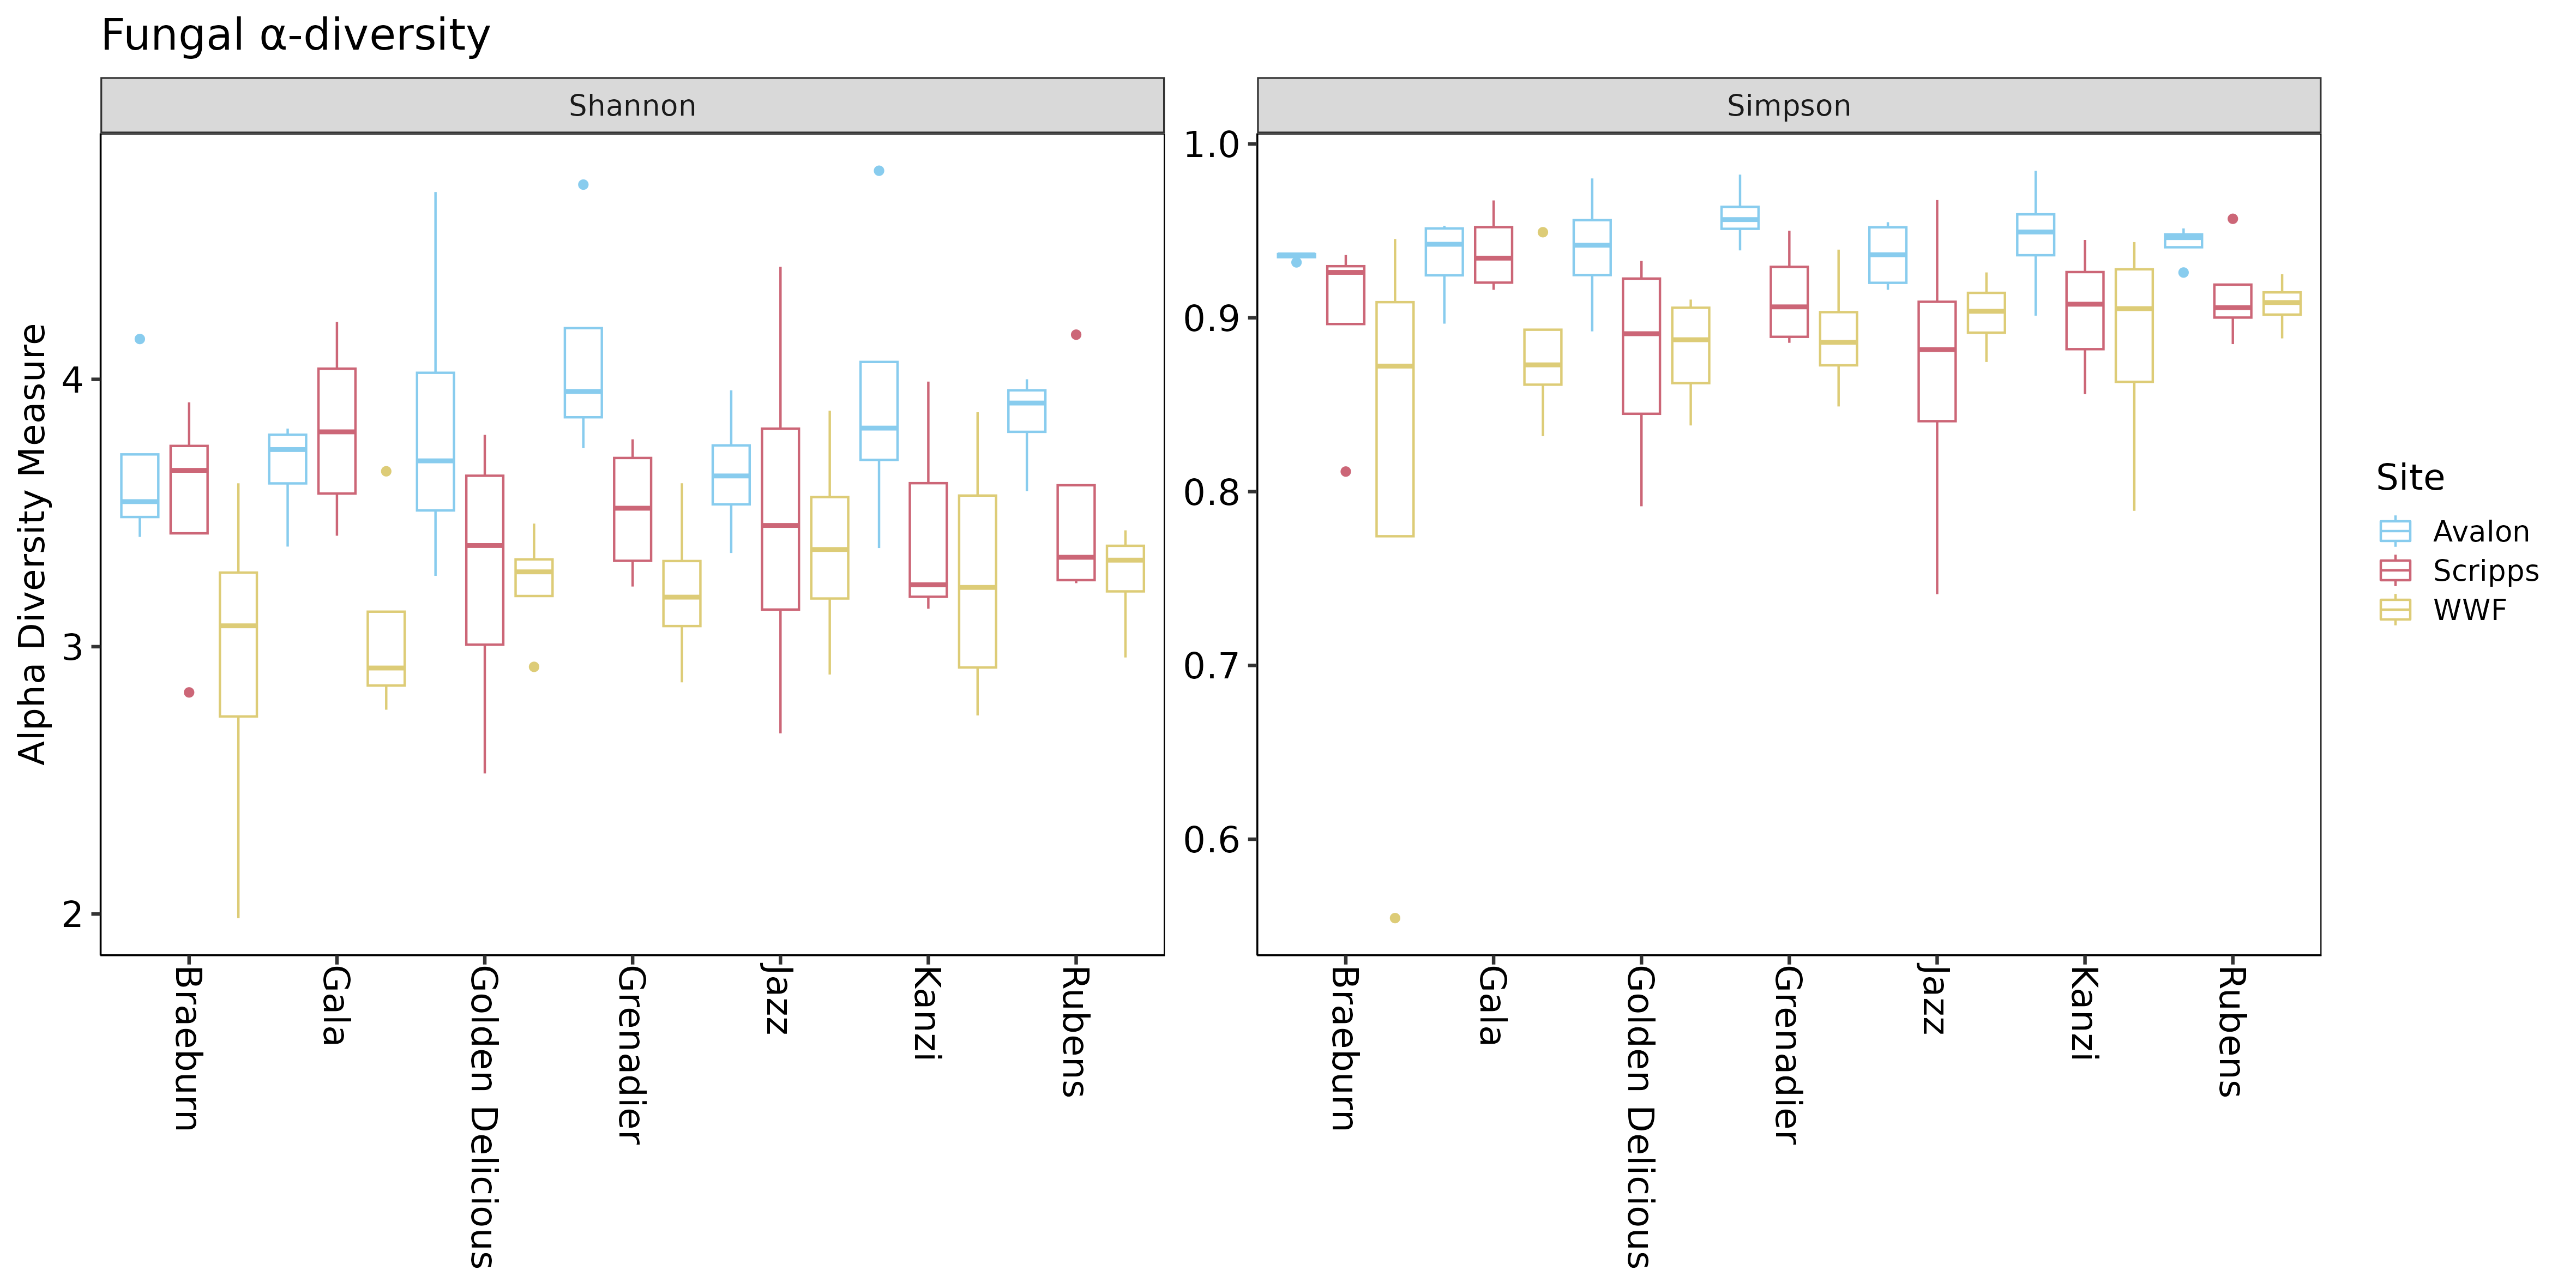 Fungal α-diversity
Shannon
Simpson
Alpha Diversity Measure
4
3
2
1.0
0.9
0.8
0.7
0.6
Braeburn
Gala
Golden Delicious
Grenadier
Jazz
Kanzi
Rubens
Braeburn
Gala
Golden Delicious
Grenadier
Jazz
Kanzi
Rubens
Site
Avalon
Scripps
WWF